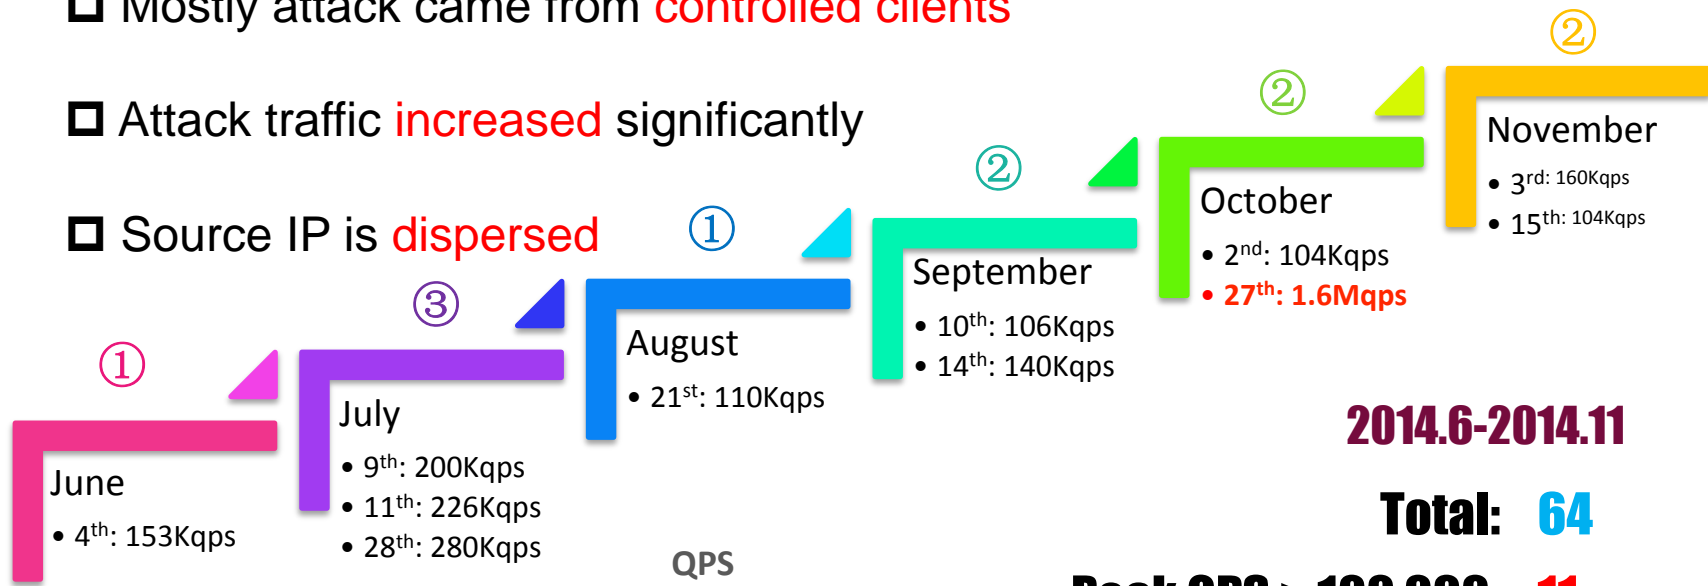 Mostly attack came from controlled clients
Attack traffic increased significantly
Source IP is dispersed
①
June
• 4th: 153Kqps
③
July
• 9th: 200Kqps
• 11th: 226Kqps
• 28th: 280Kqps
①
August
• 21st: 110Kqps
②
September
• 10th: 106Kqps
• 14th: 140Kqps
②
October
• 2nd: 104Kqps
• 27th: 1.6Mqps
②
November
• 3rd: 160Kqps
• 15th: 104Kqps
QPS
2014.6-2014.11
Total: 64